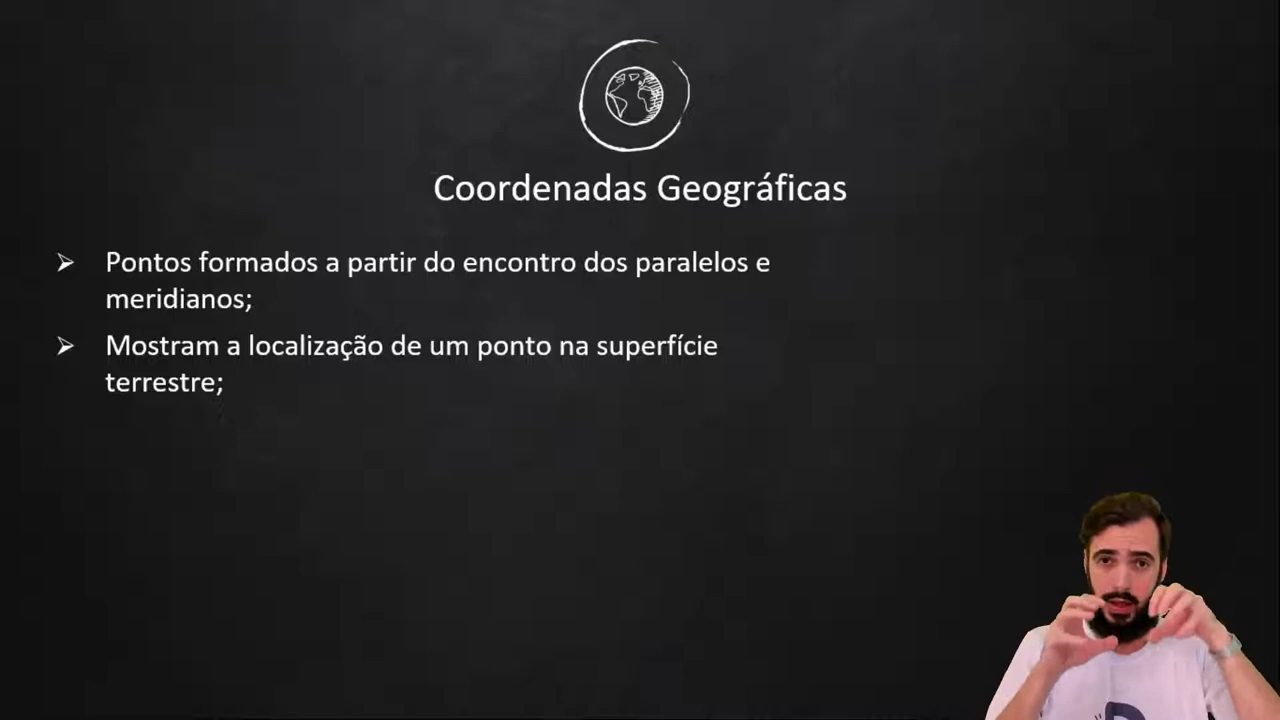 Coordenadas Geográficas
➢ Pontos formados a partir do encontro dos paralelos e
meridianos;
➢ Mostram a localização de um ponto na superfície
terrestre;